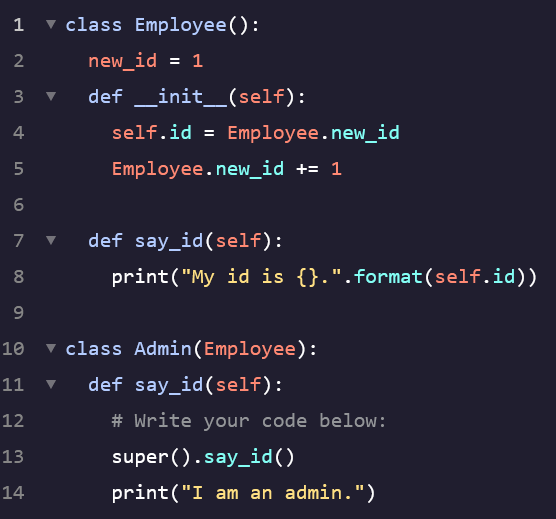 1 ▼ class Employee():
2     new_id = 1
3 ▼   def __init__(self):
4       self.id = Employee.new_id
5       Employee.new_id += 1
6
7 ▼   def say_id(self):
8       print("My id is {}.".format(self.id))
9
10 ▼ class Admin(Employee):
11 ▼   def say_id(self):
12       # Write your code below:
13       super().say_id()
14       print("I am an admin.")